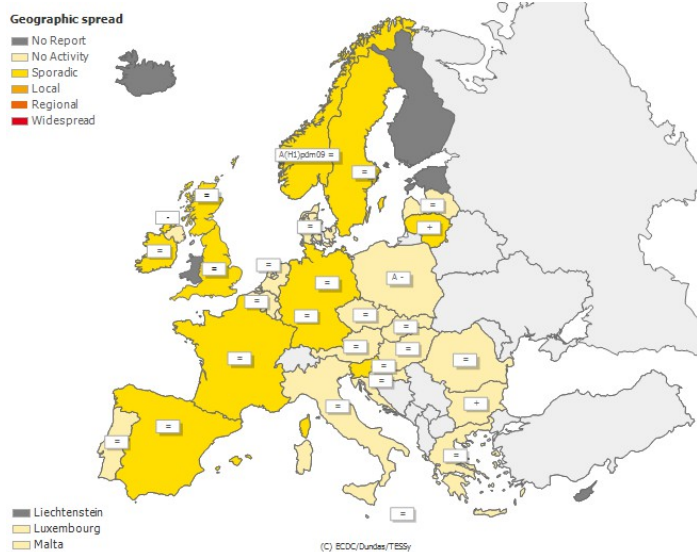 Geographic spread
No Report
No Activity
Sporadic
Local
Regional
Widespread
A(H1)pdm09 =
=
=
-
=
+
=
=
=
=
A -
=
=
=
=
=
=
=
=
=
=
=
=
+
=
=
=
=
Liechtenstein
Luxembourg
Malta
(C) ECDC/Dundas/TESSy